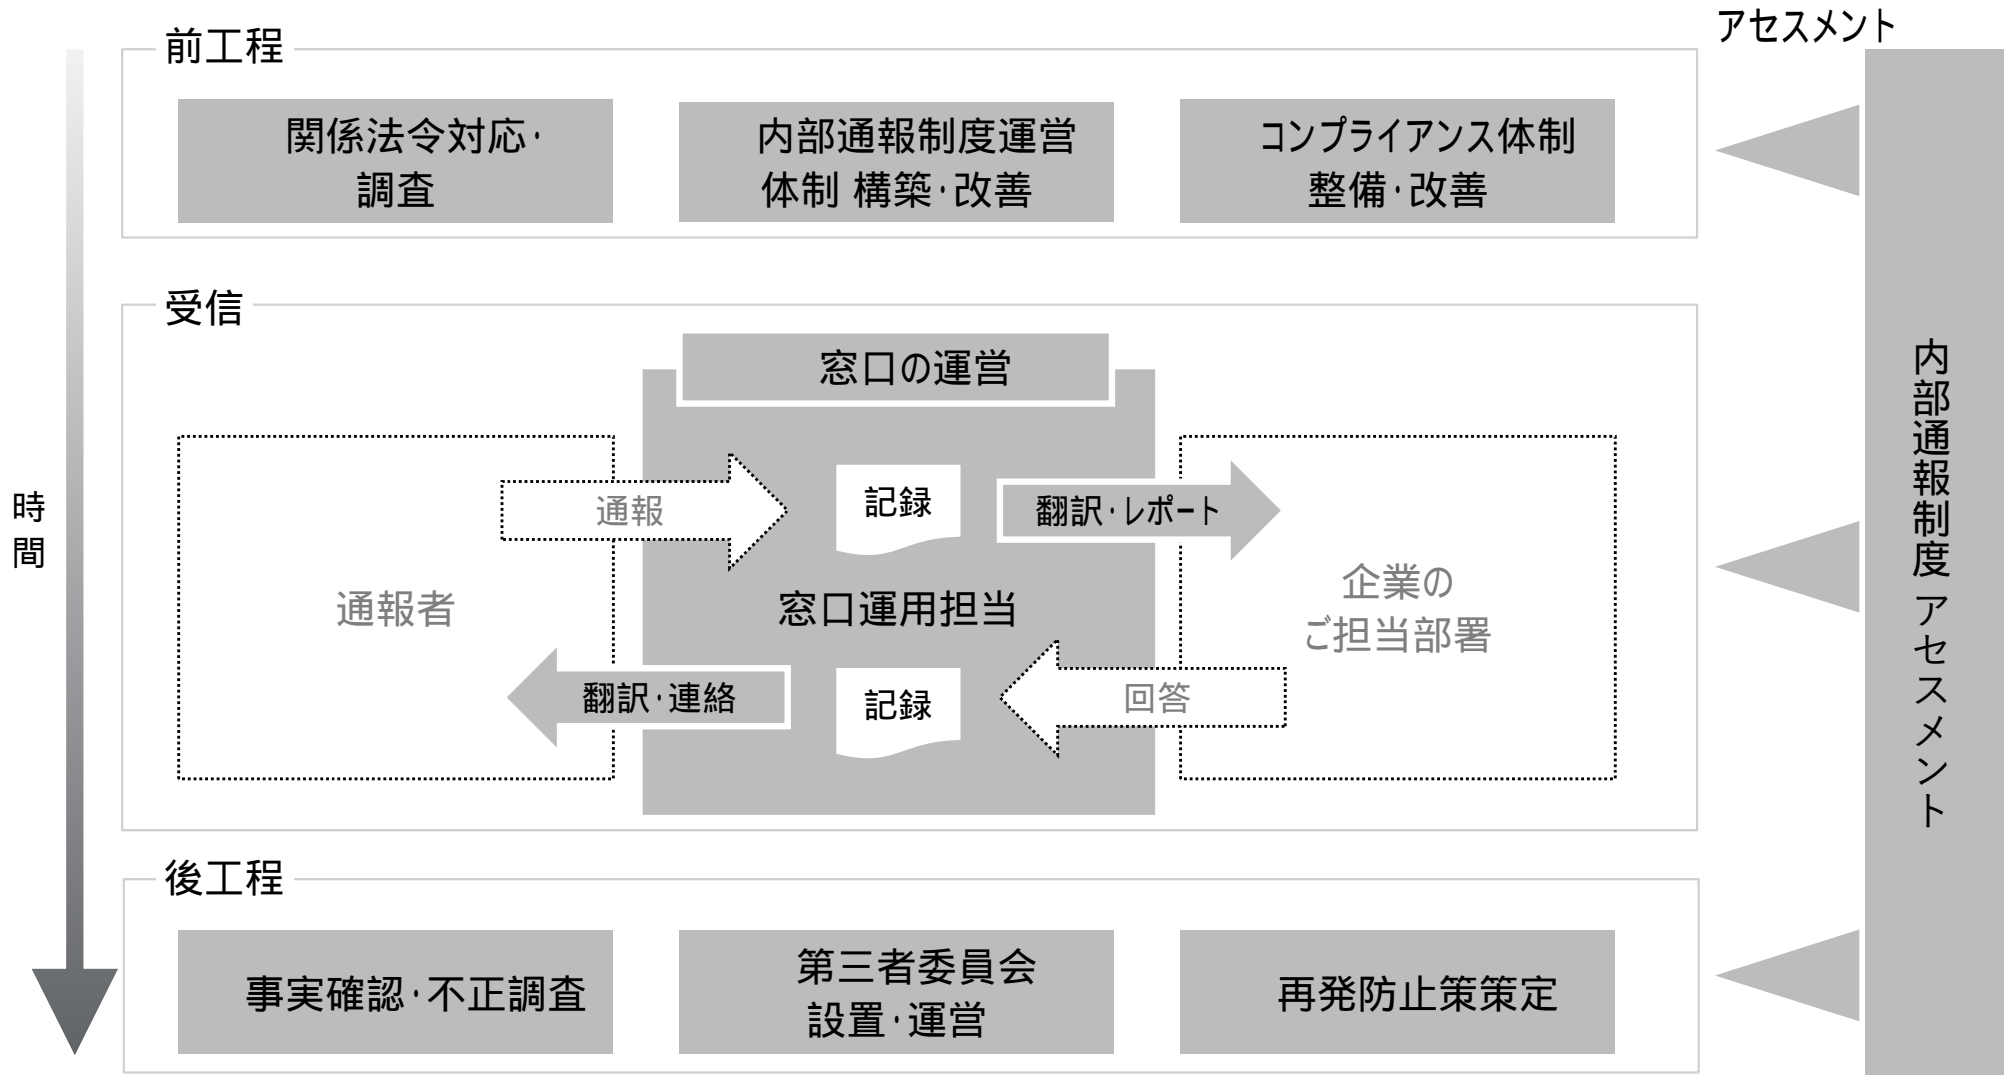 アセスメント
前工程
関係法令対応・
調査
内部通報制度運営
体制 構築・改善
コンプライアンス体制
整備・改善
受信
窓口の運営
通報
記録
翻訳・レポート
通報者
窓口運用担当
企業の
ご担当部署
翻訳・連絡
記録
回答
時間
後工程
事実確認・不正調査
第三者委員会
設置・運営
再発防止策策定
内部通報制度 アセスメント